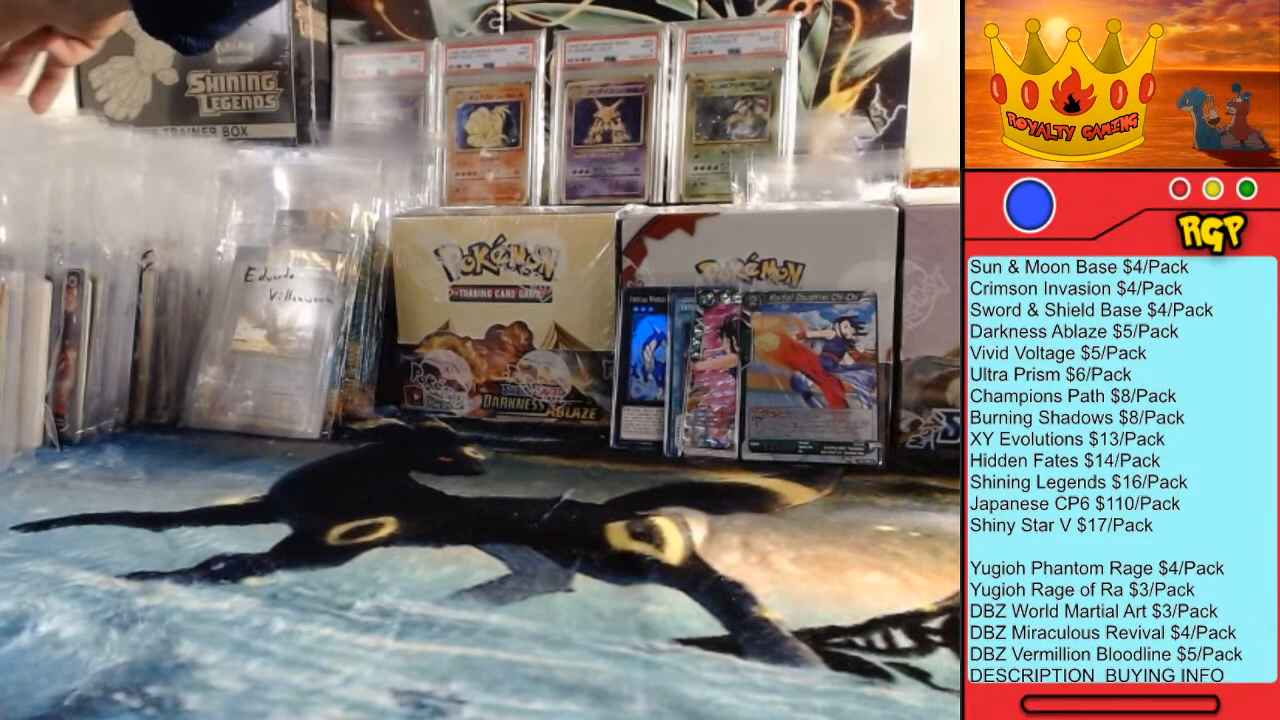 SHINING
LEGENDS
TRAINER BOX
POKÉMON
TRADING CARD GAME
DARKNESS ABLAZE
POKÉMON
Martial Daughter Chi-Chi
Eduardo
ROYALTY GAMING
RGP
Sun & Moon Base $4/Pack
Crimson Invasion $4/Pack
Sword & Shield Base $4/Pack
Darkness Ablaze $5/Pack
Vivid Voltage $5/Pack
Ultra Prism $6/Pack
Champions Path $8/Pack
Burning Shadows $8/Pack
XY Evolutions $13/Pack
Hidden Fates $14/Pack
Shining Legends $16/Pack
Japanese CP6 $110/Pack
Shiny Star V $17/Pack
Yugioh Phantom Rage $4/Pack
Yugioh Rage of Ra $3/Pack
DBZ World Martial Art $3/Pack
DBZ Miraculous Revival $4/Pack
DBZ Vermillion Bloodline $5/Pack
DESCRIPTION BUYING INFO